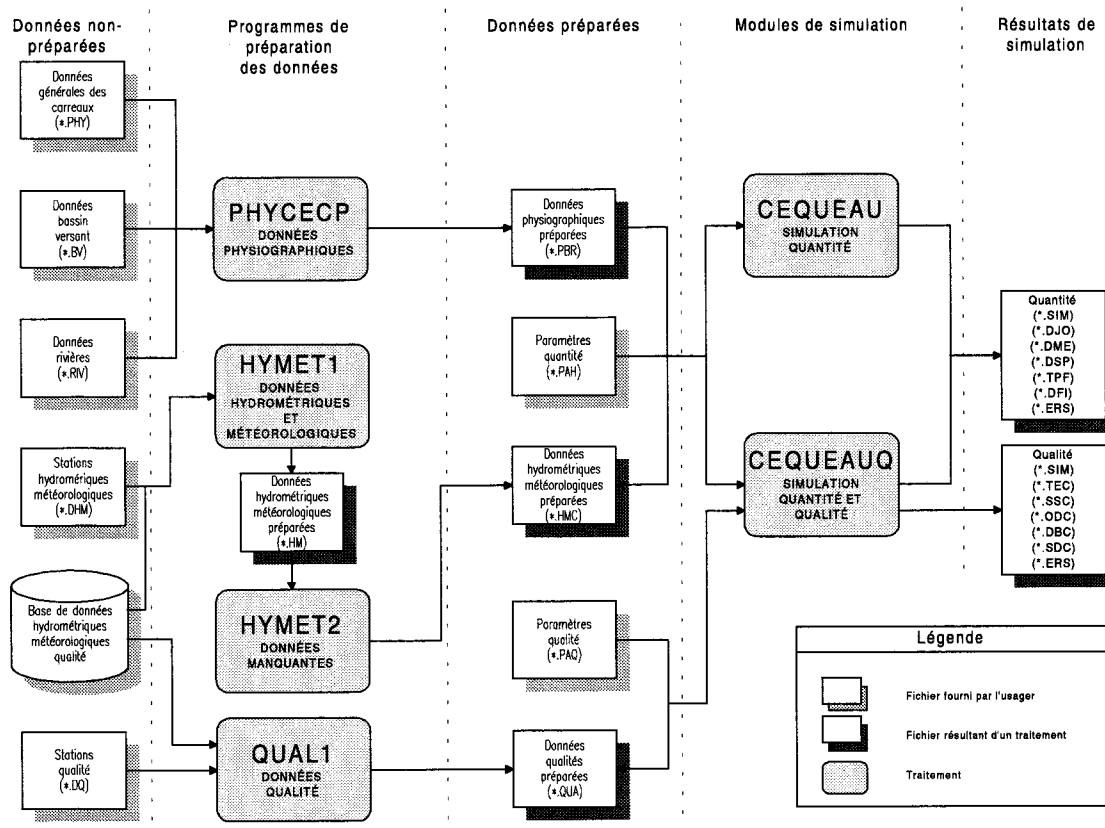 Données non-
préparées
Programmes de
préparation
des données
Données préparées
Modules de simulation
Résultats de
simulation
Données
générales des
carreaux
(*.PHY)
Données
bassin
versant
(*.BV)
Données
rivières
(*.RIV)
Stations
hydromériques
météorologiques
(*.DHM)
Base de données
hydrométriques
météorologiques
qualité
Stations
qualité
(*.DQ)
PHYCECP
DONNÉES
PHYSIOGRAPHIQUES
HYMET1
DONNÉES
HYDROMÉTRIQUES
ET
MÉTÉOROLOGIQUES
Données
hydrométriques
météorologiques
préparées
(*.HM)
HYMET2
DONNÉES
MANQUANTES
QUAL1
DONNÉES
QUALITÉ
Données
physiographiques
préparées
(*.PBR)
Paramètres
quantité
(*.PAH)
Données
hydrométriques
météorologiques
préparées
(*.HMC)
Paramètres
qualité
(*.PAQ)
Données
qualités
préparées
(*.QUA)
CEQUEAU
SIMULATION
QUANTITÉ
CEQUEAUQ
SIMULATION
QUANTITÉ ET
QUALITÉ
Quantité
(*.SIM)
(*.DJO)
(*.DME)
(*.DSP)
(*.TPF)
(*.DFI)
(*.ERS)
Qualité
(*.SIM)
(*.TEC)
(*.SSC)
(*.ODC)
(*.DBC)
(*.SDC)
(*.ERS)
Légende
Fichier fourni par l'usager
Fichier résultant d'un traitement
Traitement